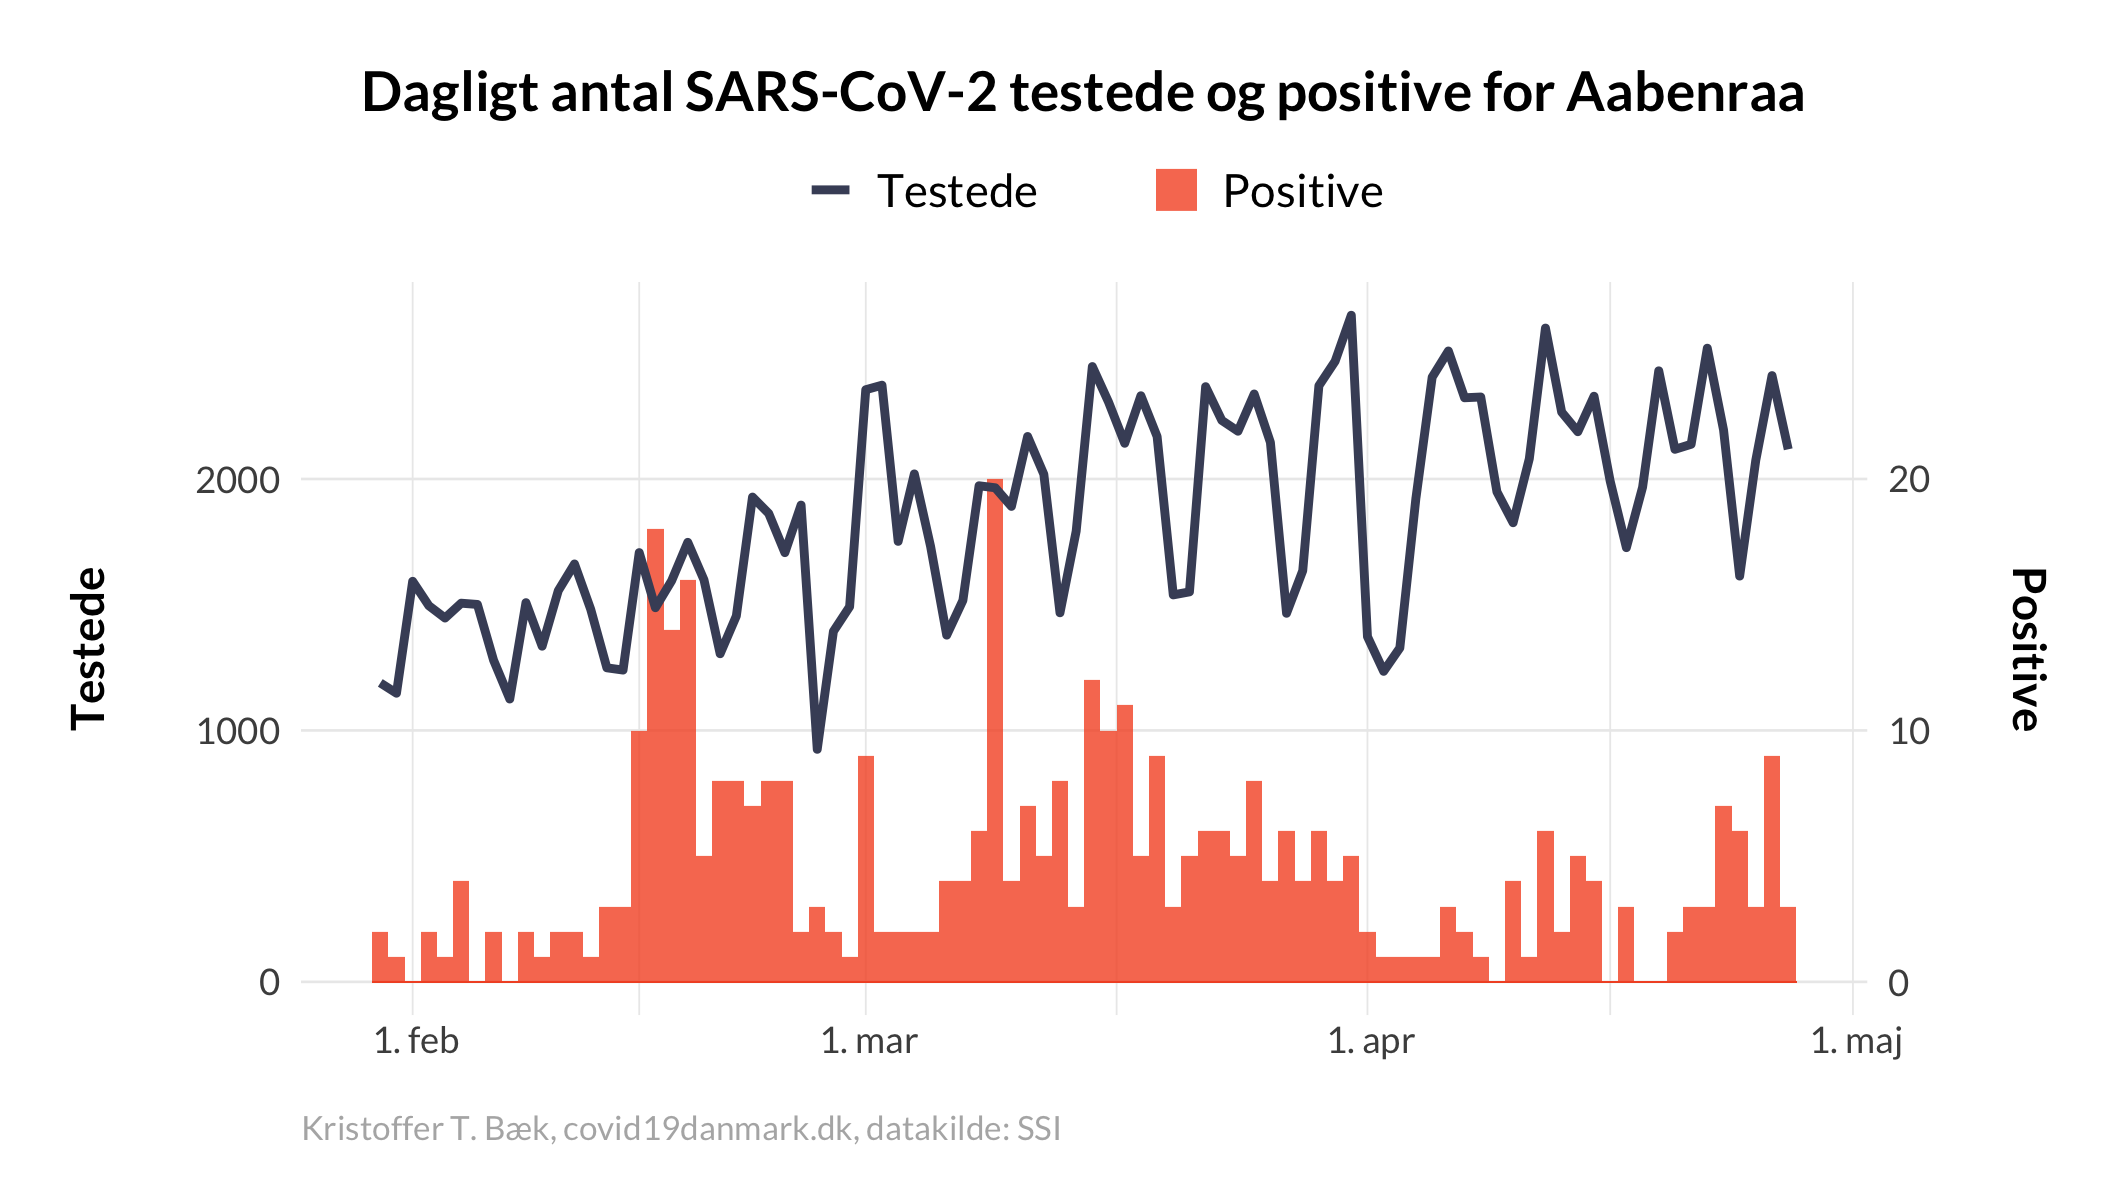 Dagligt antal SARS-CoV-2 testede og positive for Aabenraa
Testede
Positive
Testede
2000
1000
0
20
10
0
Positive
1. feb
1. mar
1. apr
1. maj
Kristoffer T. Bæk, covid19danmark.dk, datakilde: SSI